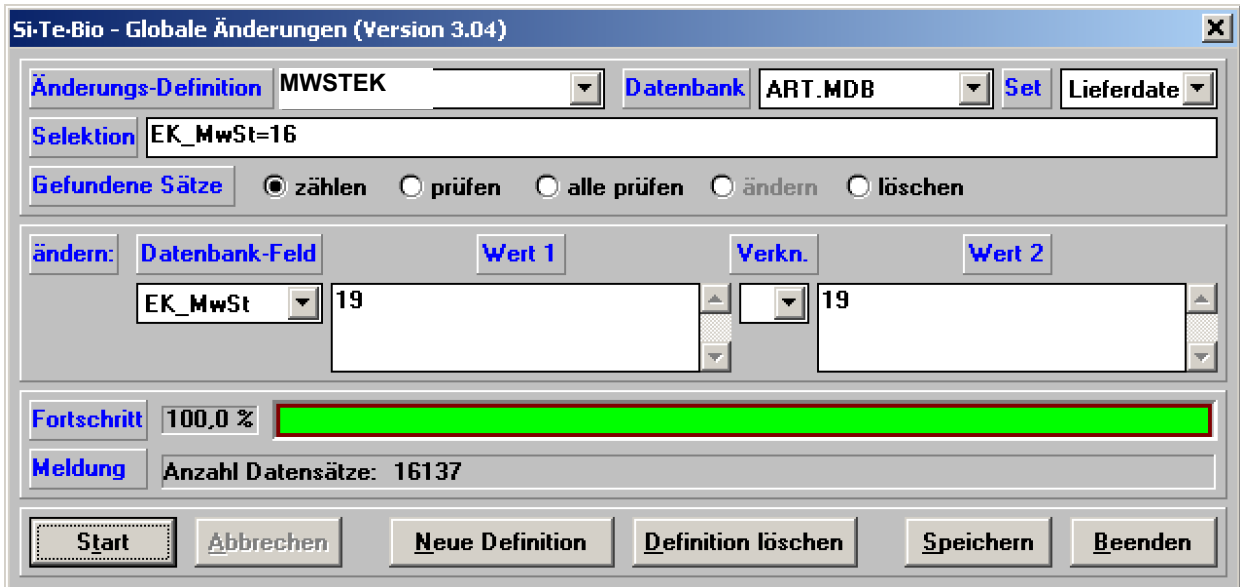 Si-Te-Bio - Globale Änderungen (Version 3.04)
Änderungs-Definition MWSTEK Datenbank ART.MDB Set Lieferdate
Selektion EK_MwSt=16
Gefundene Sätze zählen prüfen alle prüfen ändern löschen
ändern: Datenbank-Feld Wert 1 Verkn. Wert 2
EK_MwSt 19 19
Fortschritt 100,0 %
Meldung Anzahl Datensätze: 16137
Start Abbrechen Neue Definition Definition löschen Speichern Beenden